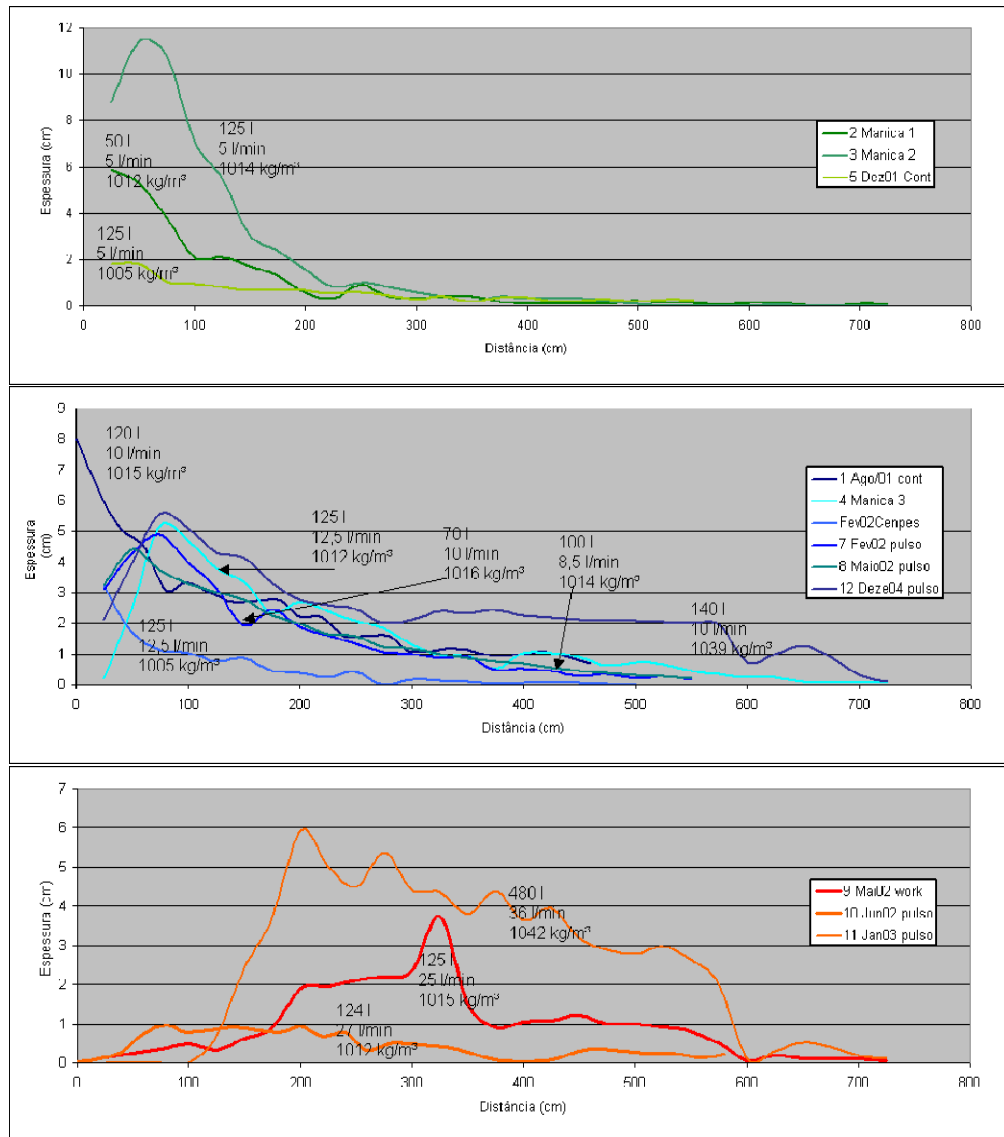 12
10
8
6
4
2
0
Espessura (cm)
50 l
5 l/min
1012 kg/m³
125 l
5 l/min
1014 kg/m³
125 l
5 l/min
1005 kg/m³
0 100 200 300 400 500 600 700 800
Distância (cm)
2 Manica 1
3 Manica 2
5 Dez01 Cont
9
8
7
6
5
4
3
2
1
0
Espessura
120 l
10 l/min
1015 kg/m³
125 l
12,5 l/min
1012 kg/m³
70 l
10 l/min
1016 kg/m³
100 l
8,5 l/min
1014 kg/m³
125 l
12,5 l/min
1005 kg/m³
140 l
10 l/min
1039 kg/m³
0 100 200 300 400 500 600 700 800
Distância (cm)
1 Ago/01 cont
4 Manica 3
Fev02Cenpes
7 Fev02 pulso
8 Maio02 pulso
12 Deze04 pulso
7
6
5
4
3
2
1
0
Espessura (cm)
480 l
36 l/min
1042 kg/m³
125 l
25 l/min
1015 kg/m³
124 l
27 l/min
1012 kg/m³
0 100 200 300 400 500 600 700 800
Distância (cm)
9 Mai02 work
10 Jun02 pulso
11 Jan03 pulso